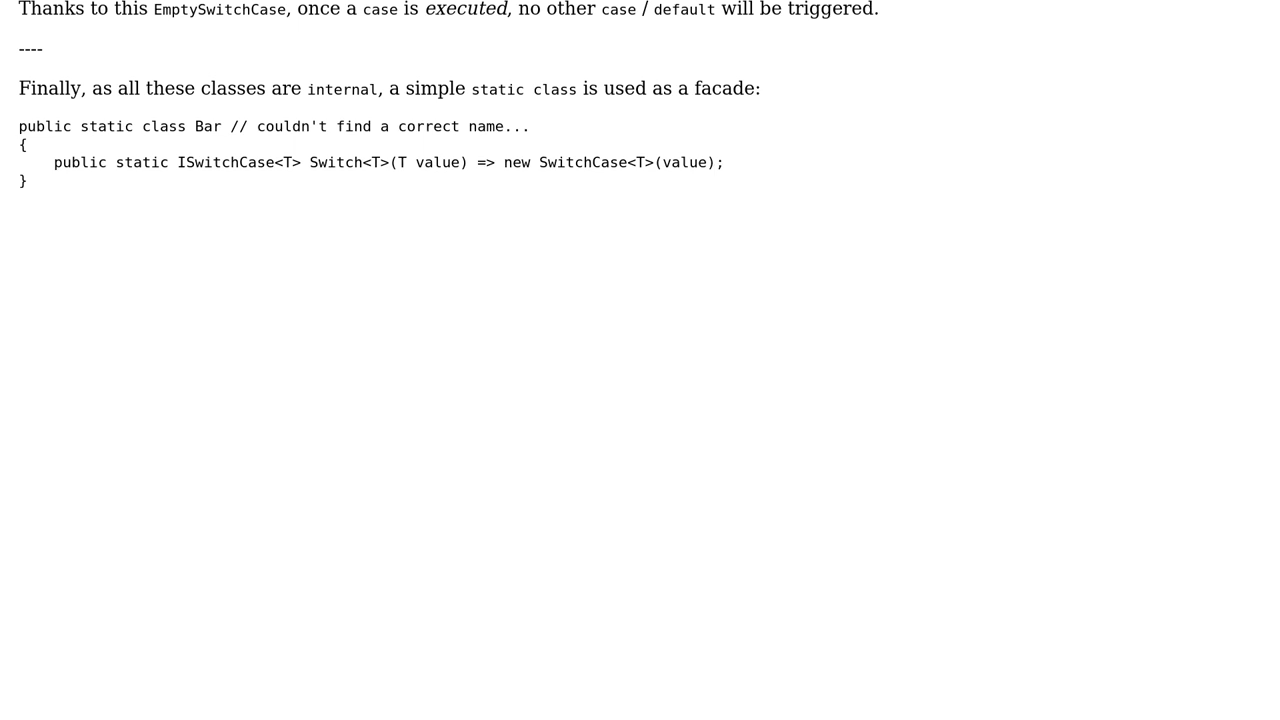 Thanks to this EmptySwitchCase, once a case is executed, no other case / default will be triggered.
----
Finally, as all these classes are internal, a simple static class is used as a facade:
public static class Bar // couldn't find a correct name...
{
    public static ISwitchCase<T> Switch<T>(T value) => new SwitchCase<T>(value);
}